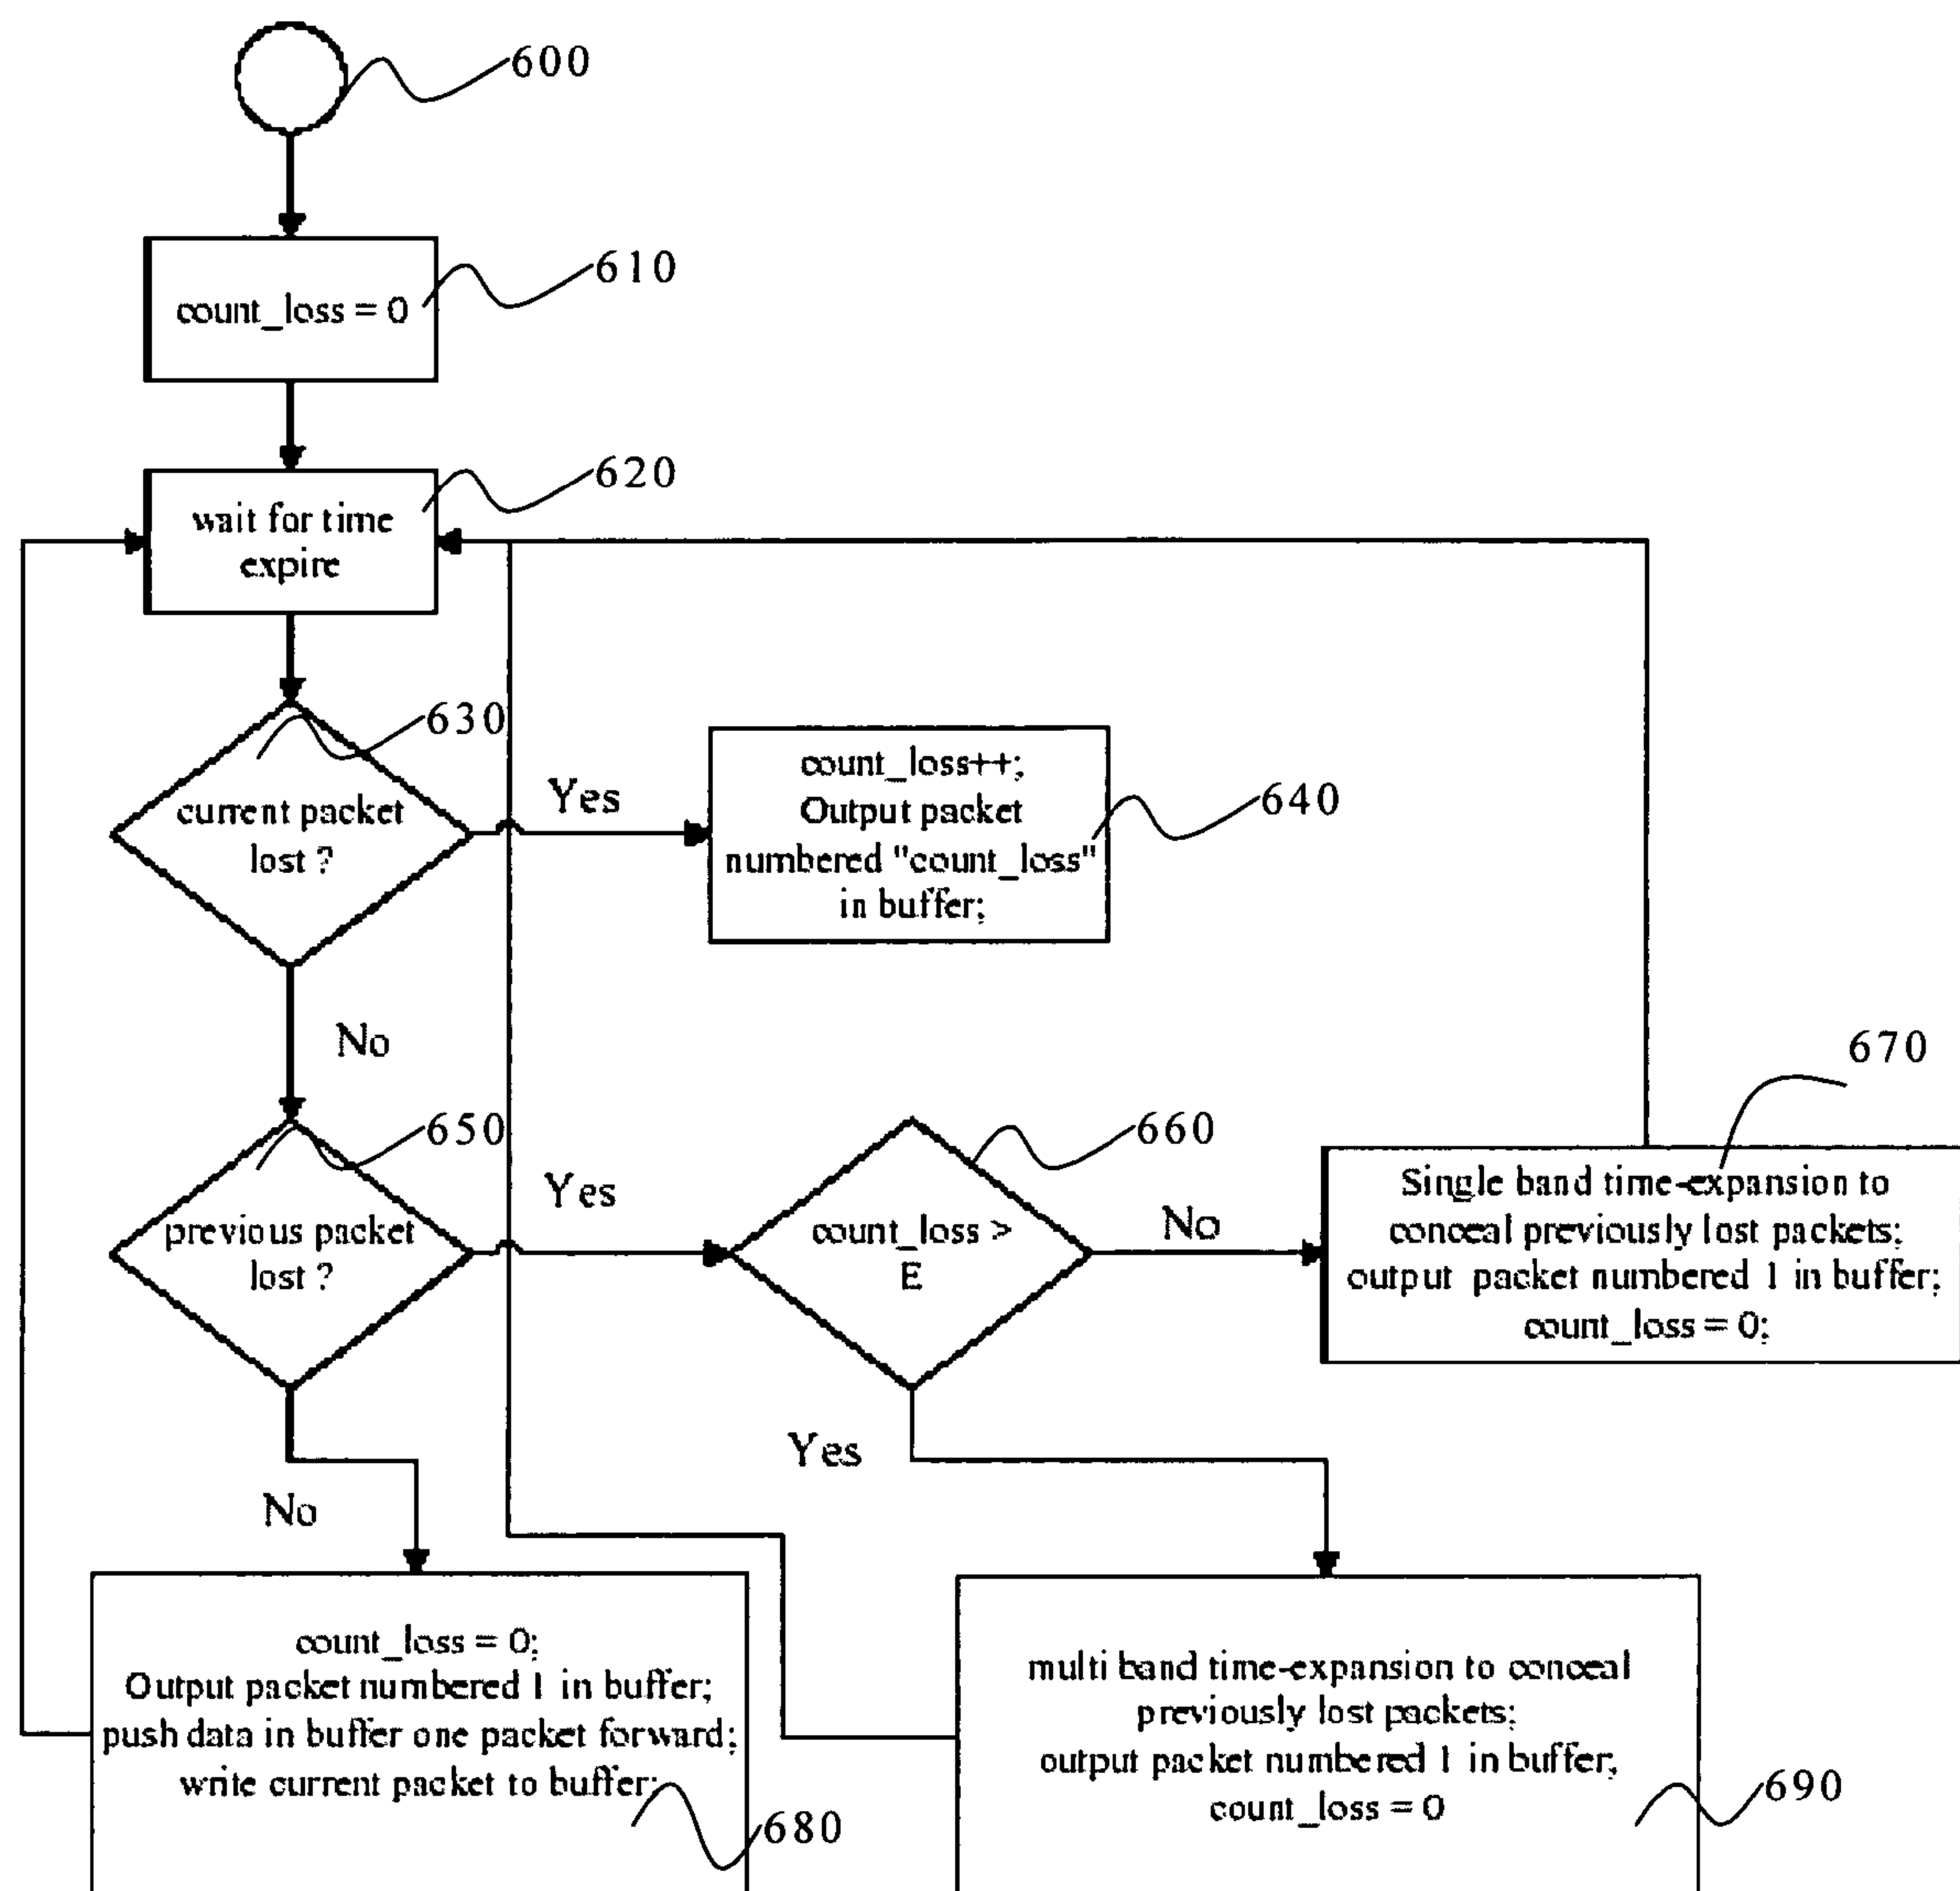 600
count_loss = 0
610
wait for time
expire
620
current packet
lost ?
630
Yes
count_loss++;
Output packet
numbered "count_loss"
in buffer;
640
No
previous packet
lost ?
650
Yes
count_loss >
E
660
No
Single band time-expansion to
conceal previously lost packets;
output packet numbered 1 in buffer;
count_loss = 0;
670
No
Yes
count_loss = 0;
Output packet numbered 1 in buffer;
push data in buffer one packet forward;
write current packet to buffer;
680
multi band time-expansion to conceal
previously lost packets;
output packet numbered 1 in buffer;
count_loss = 0
690